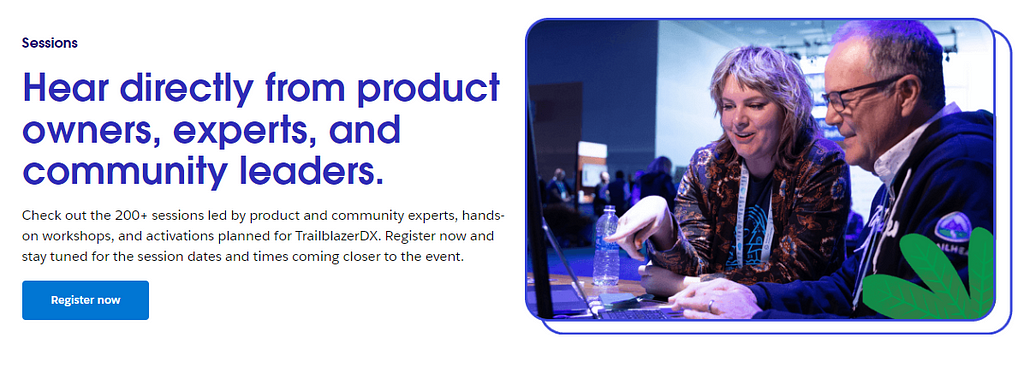 Sessions
Hear directly from product
owners, experts, and
community leaders.
Check out the 200+ sessions led by product and community experts, hands-
on workshops, and activations planned for TrailblazerDX. Register now and
stay tuned for the session dates and times coming closer to the event.
Register now